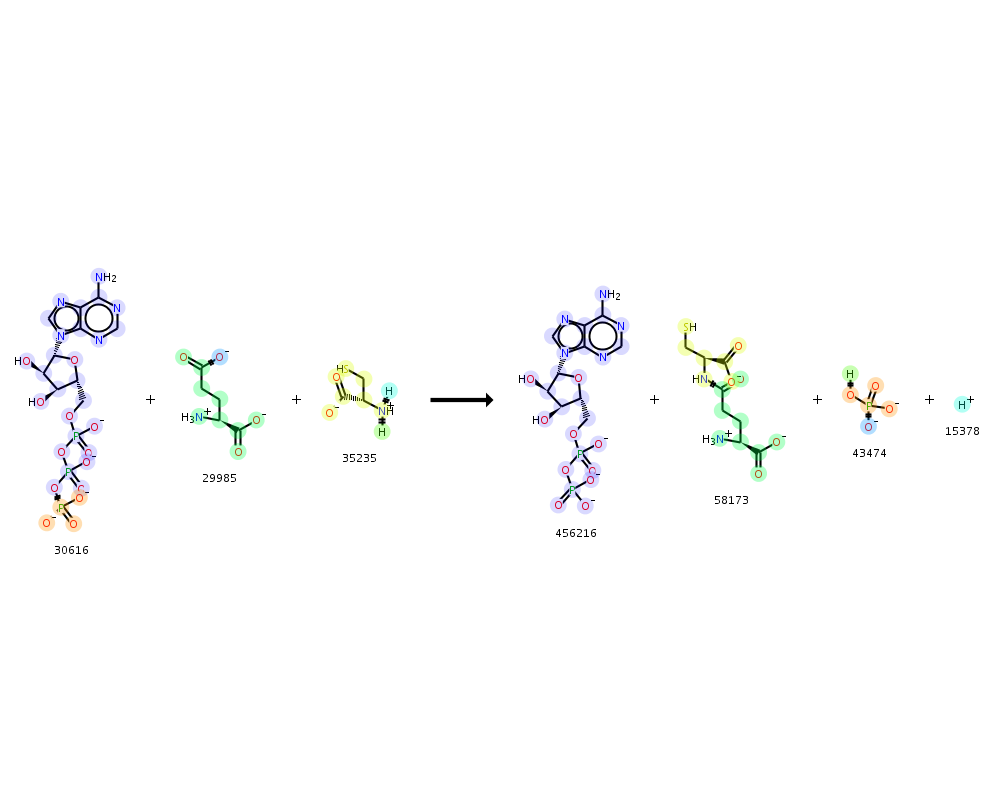 NH2
N
N
N
N
HO
O
HO
O
P
O-
O
O
O-
P
O
O
O-
P
O-
O
30616
+
O
O-
H3N+
O-
O
29985
+
HS
O
O-
H
NH+
H
35235
NH2
N
N
N
N
HO
O
HO
O
P
O-
O
O
O-
P
O
O-
456216
+
SH
O
O-
HN
O
H3N+
O-
O
58173
+
H
O
O
P
O-
O-
43474
+
H+
15378